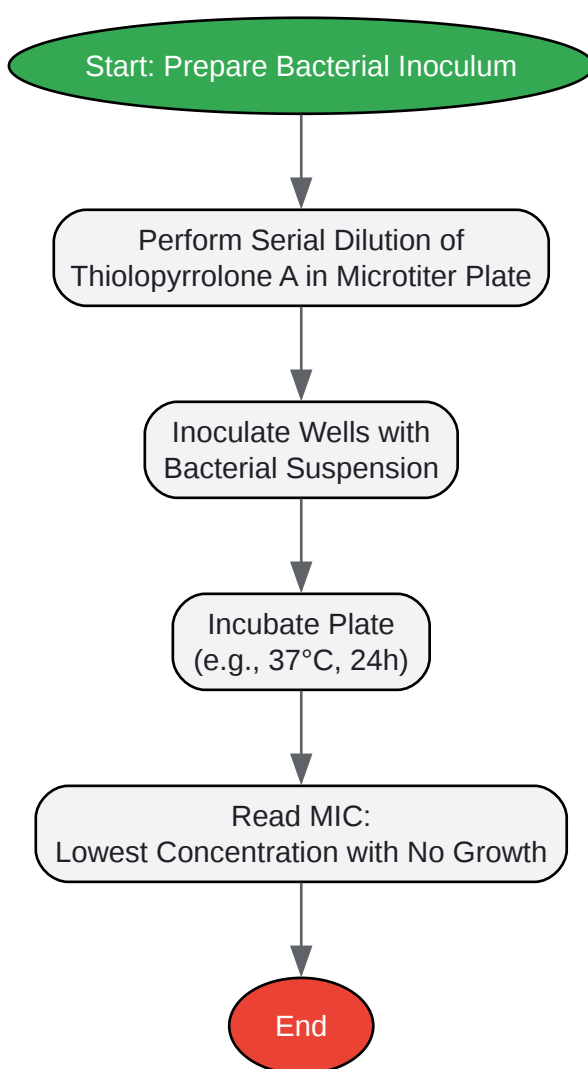 Start: Prepare Bacterial Inoculum
Perform Serial Dilution of
Thiolopyrrolone A in Microtiter Plate
Inoculate Wells with
Bacterial Suspension
Incubate Plate
(e.g., 37°C, 24h)
Read MIC:
Lowest Concentration with No Growth
End